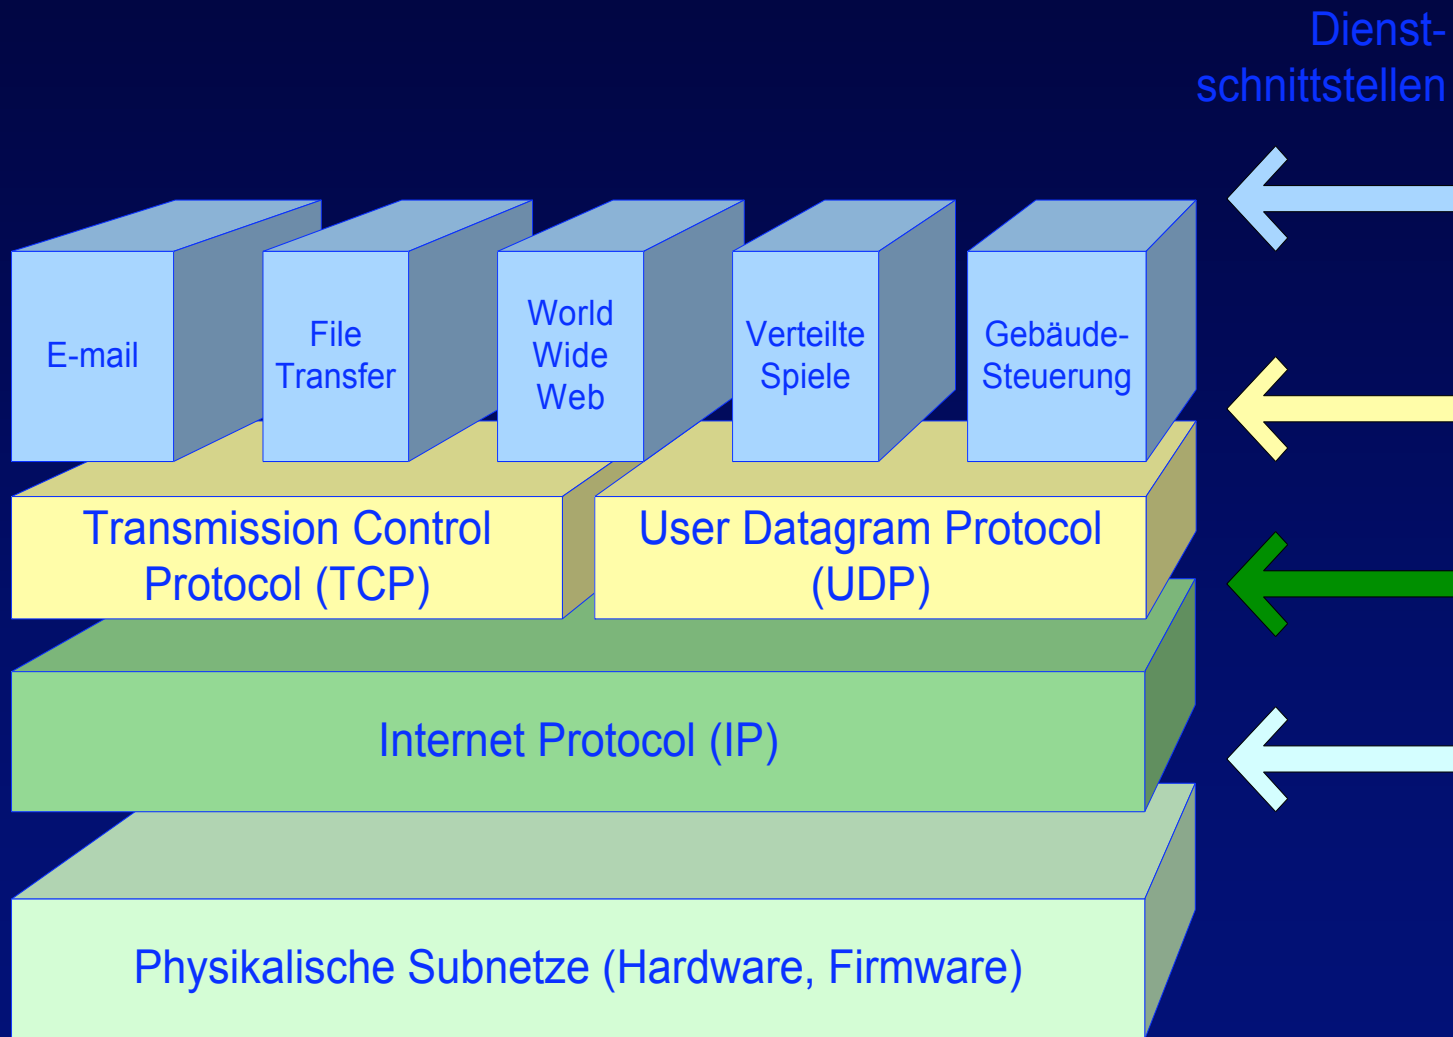 Dienst-
schnittstellen
E-mail
File
Transfer
World
Wide
Web
Verteilte
Spiele
Gebäude-
Steuerung
Transmission Control
Protocol (TCP)
User Datagram Protocol
(UDP)
Internet Protocol (IP)
Physikalische Subnetze (Hardware, Firmware)